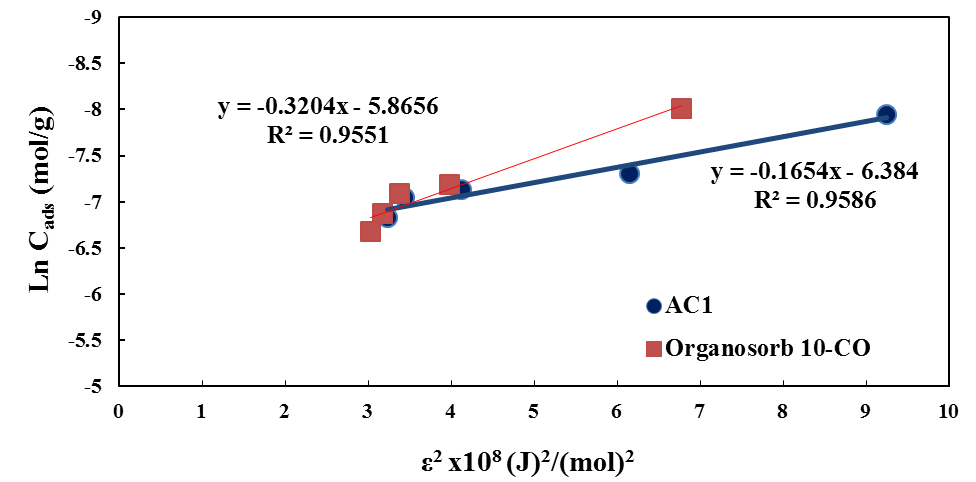 -9
-8.5
-8
-7.5
-7
-6.5
-6
-5.5
-5
Ln C_ads (mol/g)
y = -0.3204x - 5.8656
R² = 0.9551
y = -0.1654x - 6.384
R² = 0.9586
AC1
Organosorb 10-CO
0 1 2 3 4 5 6 7 8 9 10
ε² x10⁸ (J)²/(mol)²